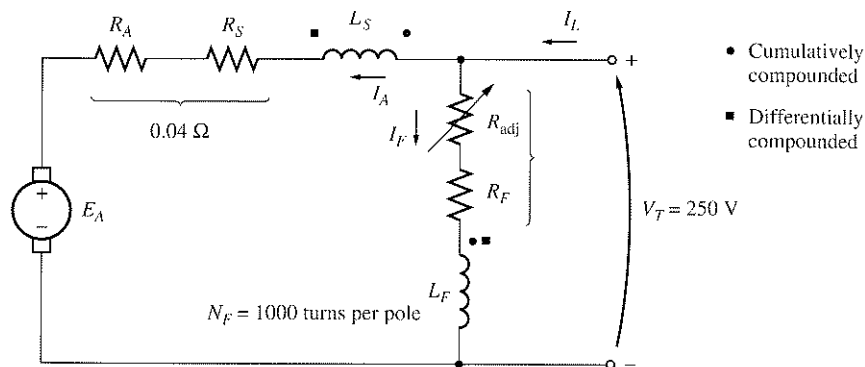 R_A
R_S
L_S
I_L
+
● Cumulatively
compounded
I_A
0.04 Ω
I_F
R_adj
■ Differentially
compounded
R_F
+
E_A
–
V_T = 250 V
N_F = 1000 turns per pole
L_F
–